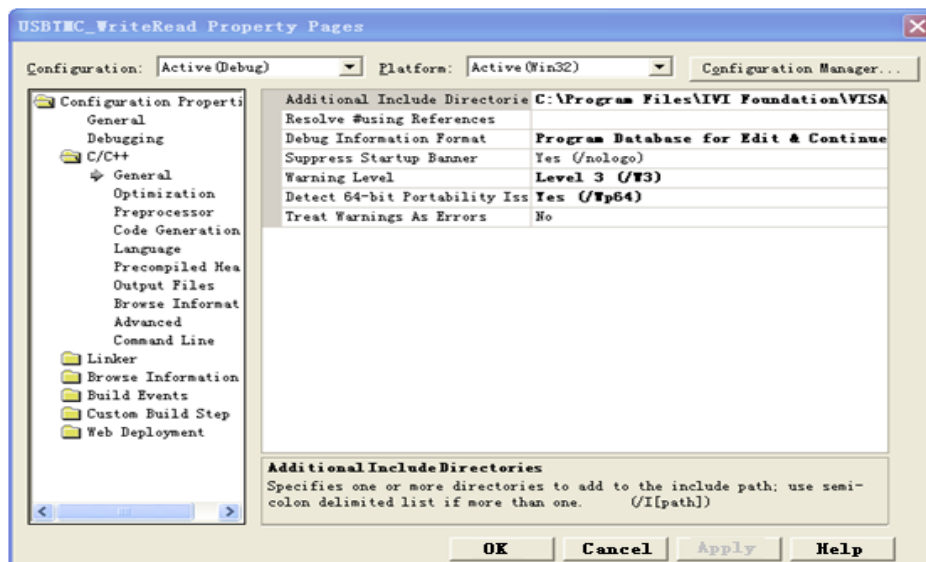 USBTMC_WriteRead Property Pages
Configuration: Active(Debug) Platform: Active(Win32) Configuration Manager...
Configuration Properti
General
Debugging
C/C++
General
Optimization
Preprocessor
Code Generation
Language
Precompiled Hea
Output Files
Browse Informat
Advanced
Command Line
Linker
Browse Information
Build Events
Custom Build Step
Web Deployment
Additional Include Directorie C:\Program Files\IVI Foundation\VISA
Resolve #using References
Debug Information Format Program Database for Edit & Continue
Suppress Startup Banner Yes (/nologo)
Warning Level Level 3 (/W3)
Detect 64-bit Portability Iss Yes (/Wp64)
Treat Warnings As Errors No
AdditionalIncludeDirectories
Specifies one or more directories to add to the include path; use semi-
colon delimited list if more than one. (/I[path])
OK Cancel Apply Help